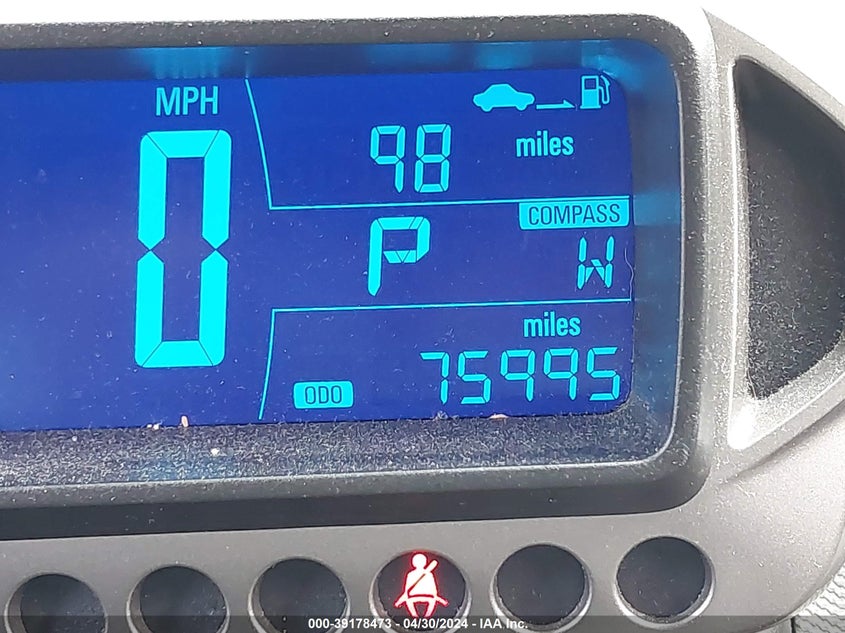 MPH
0
98 miles
COMPASS
P W
miles
ODO 75995
000-39178473 - 04/30/2024 - IAA Inc.